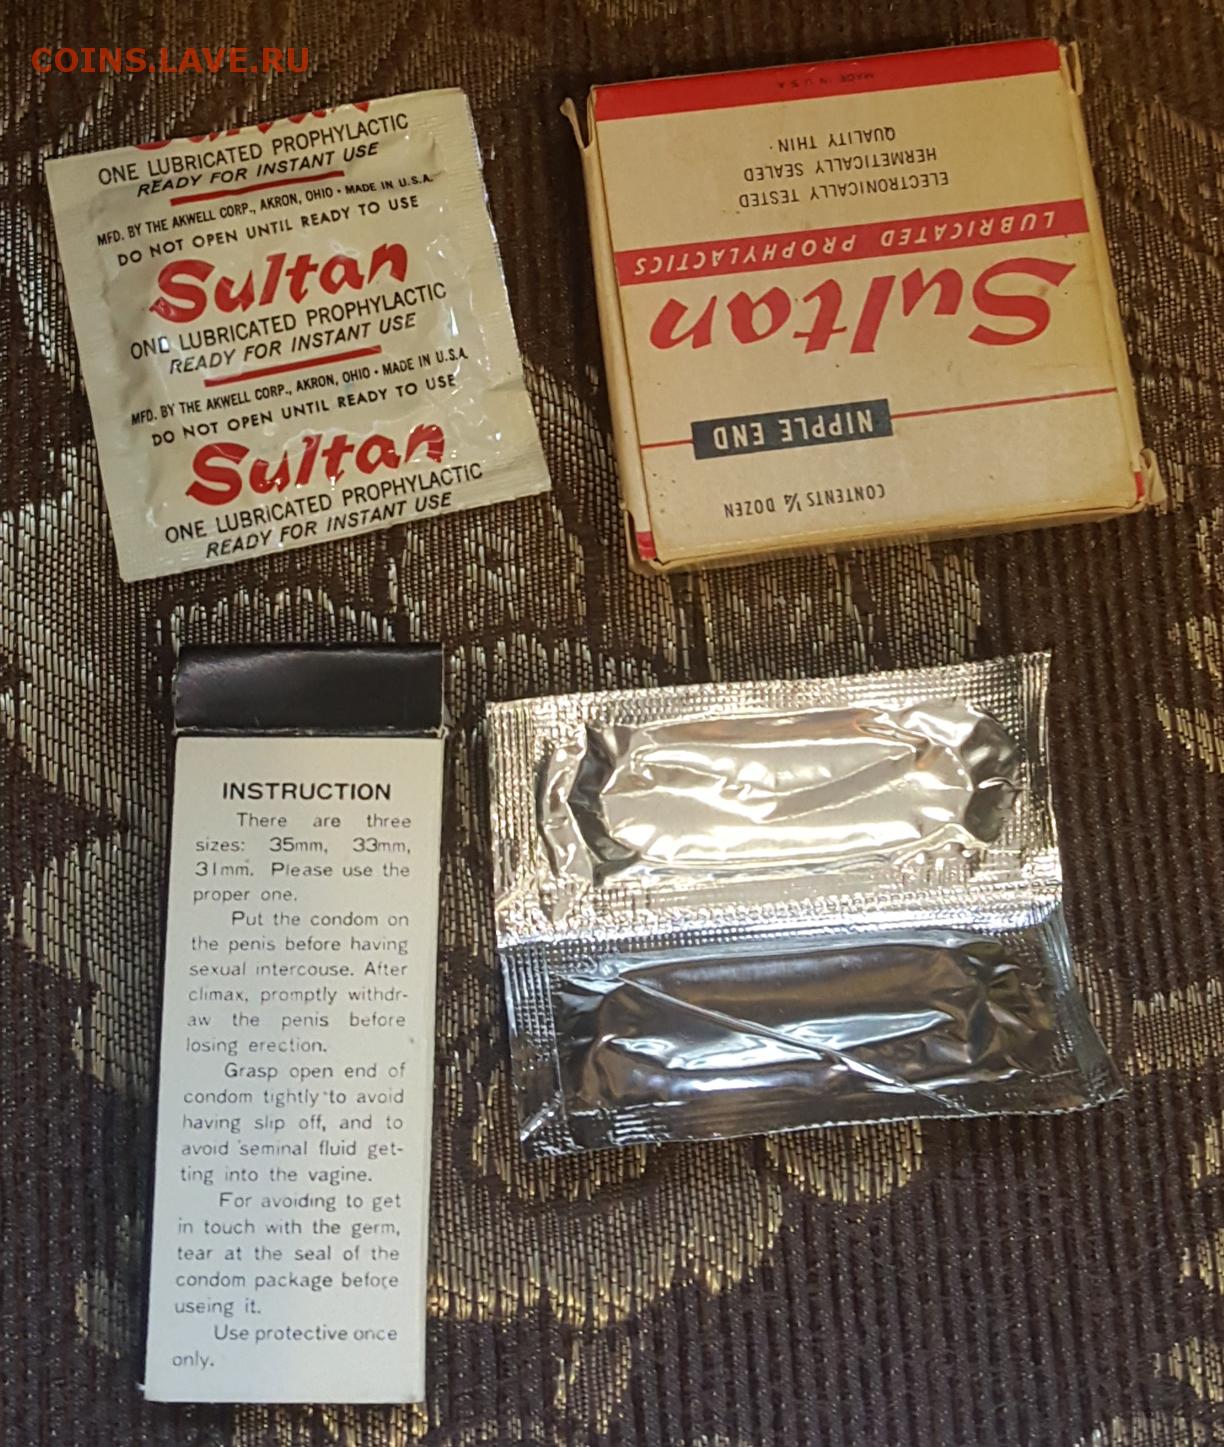 COINS.LAVE.RU
Sultan
ONE LUBRICATED PROPHYLACTIC
READY FOR INSTANT USE
MFD. BY THE AKWELL CORP., AKRON, OHIO • MADE IN U.S.A.
DO NOT OPEN UNTIL READY TO USE
Sultan
ONE LUBRICATED PROPHYLACTIC
READY FOR INSTANT USE
MFD. BY THE AKWELL CORP., AKRON, OHIO • MADE IN U.S.A.
DO NOT OPEN UNTIL READY TO USE
Sultan
ONE LUBRICATED PROPHYLACTIC
READY FOR INSTANT USE
CONTENTS ¼ DOZEN
NIPPLE END
Sultan
LUBRICATED PROPHYLACTICS
ELECTRONICALLY TESTED
HERMETICALLY SEALED
QUALITY THIN
MADE IN U.S.A.
INSTRUCTION
There are three
sizes: 35mm, 33mm,
31mm. Please use the
proper one.
Put the condom on
the penis before having
sexual intercouse. After
climax, promptly withdr-
aw the penis before
losing erection.
Grasp open end of
condom tightly to avoid
having slip off, and to
avoid seminal fluid get-
ting into the vagine.
For avoiding to get
in touch with the germ,
tear at the seal of the
condom package before
useing it.
Use protective once
only.